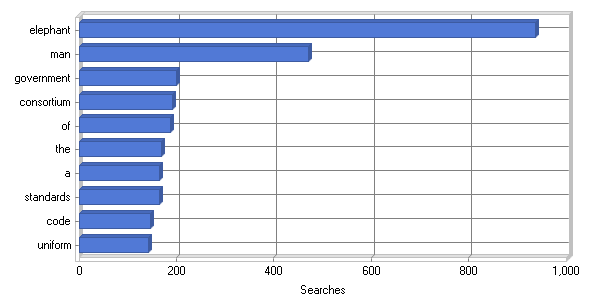 elephant
man
government
consortium
of
the
a
standards
code
uniform
0 200 400 600 800 1,000
Searches